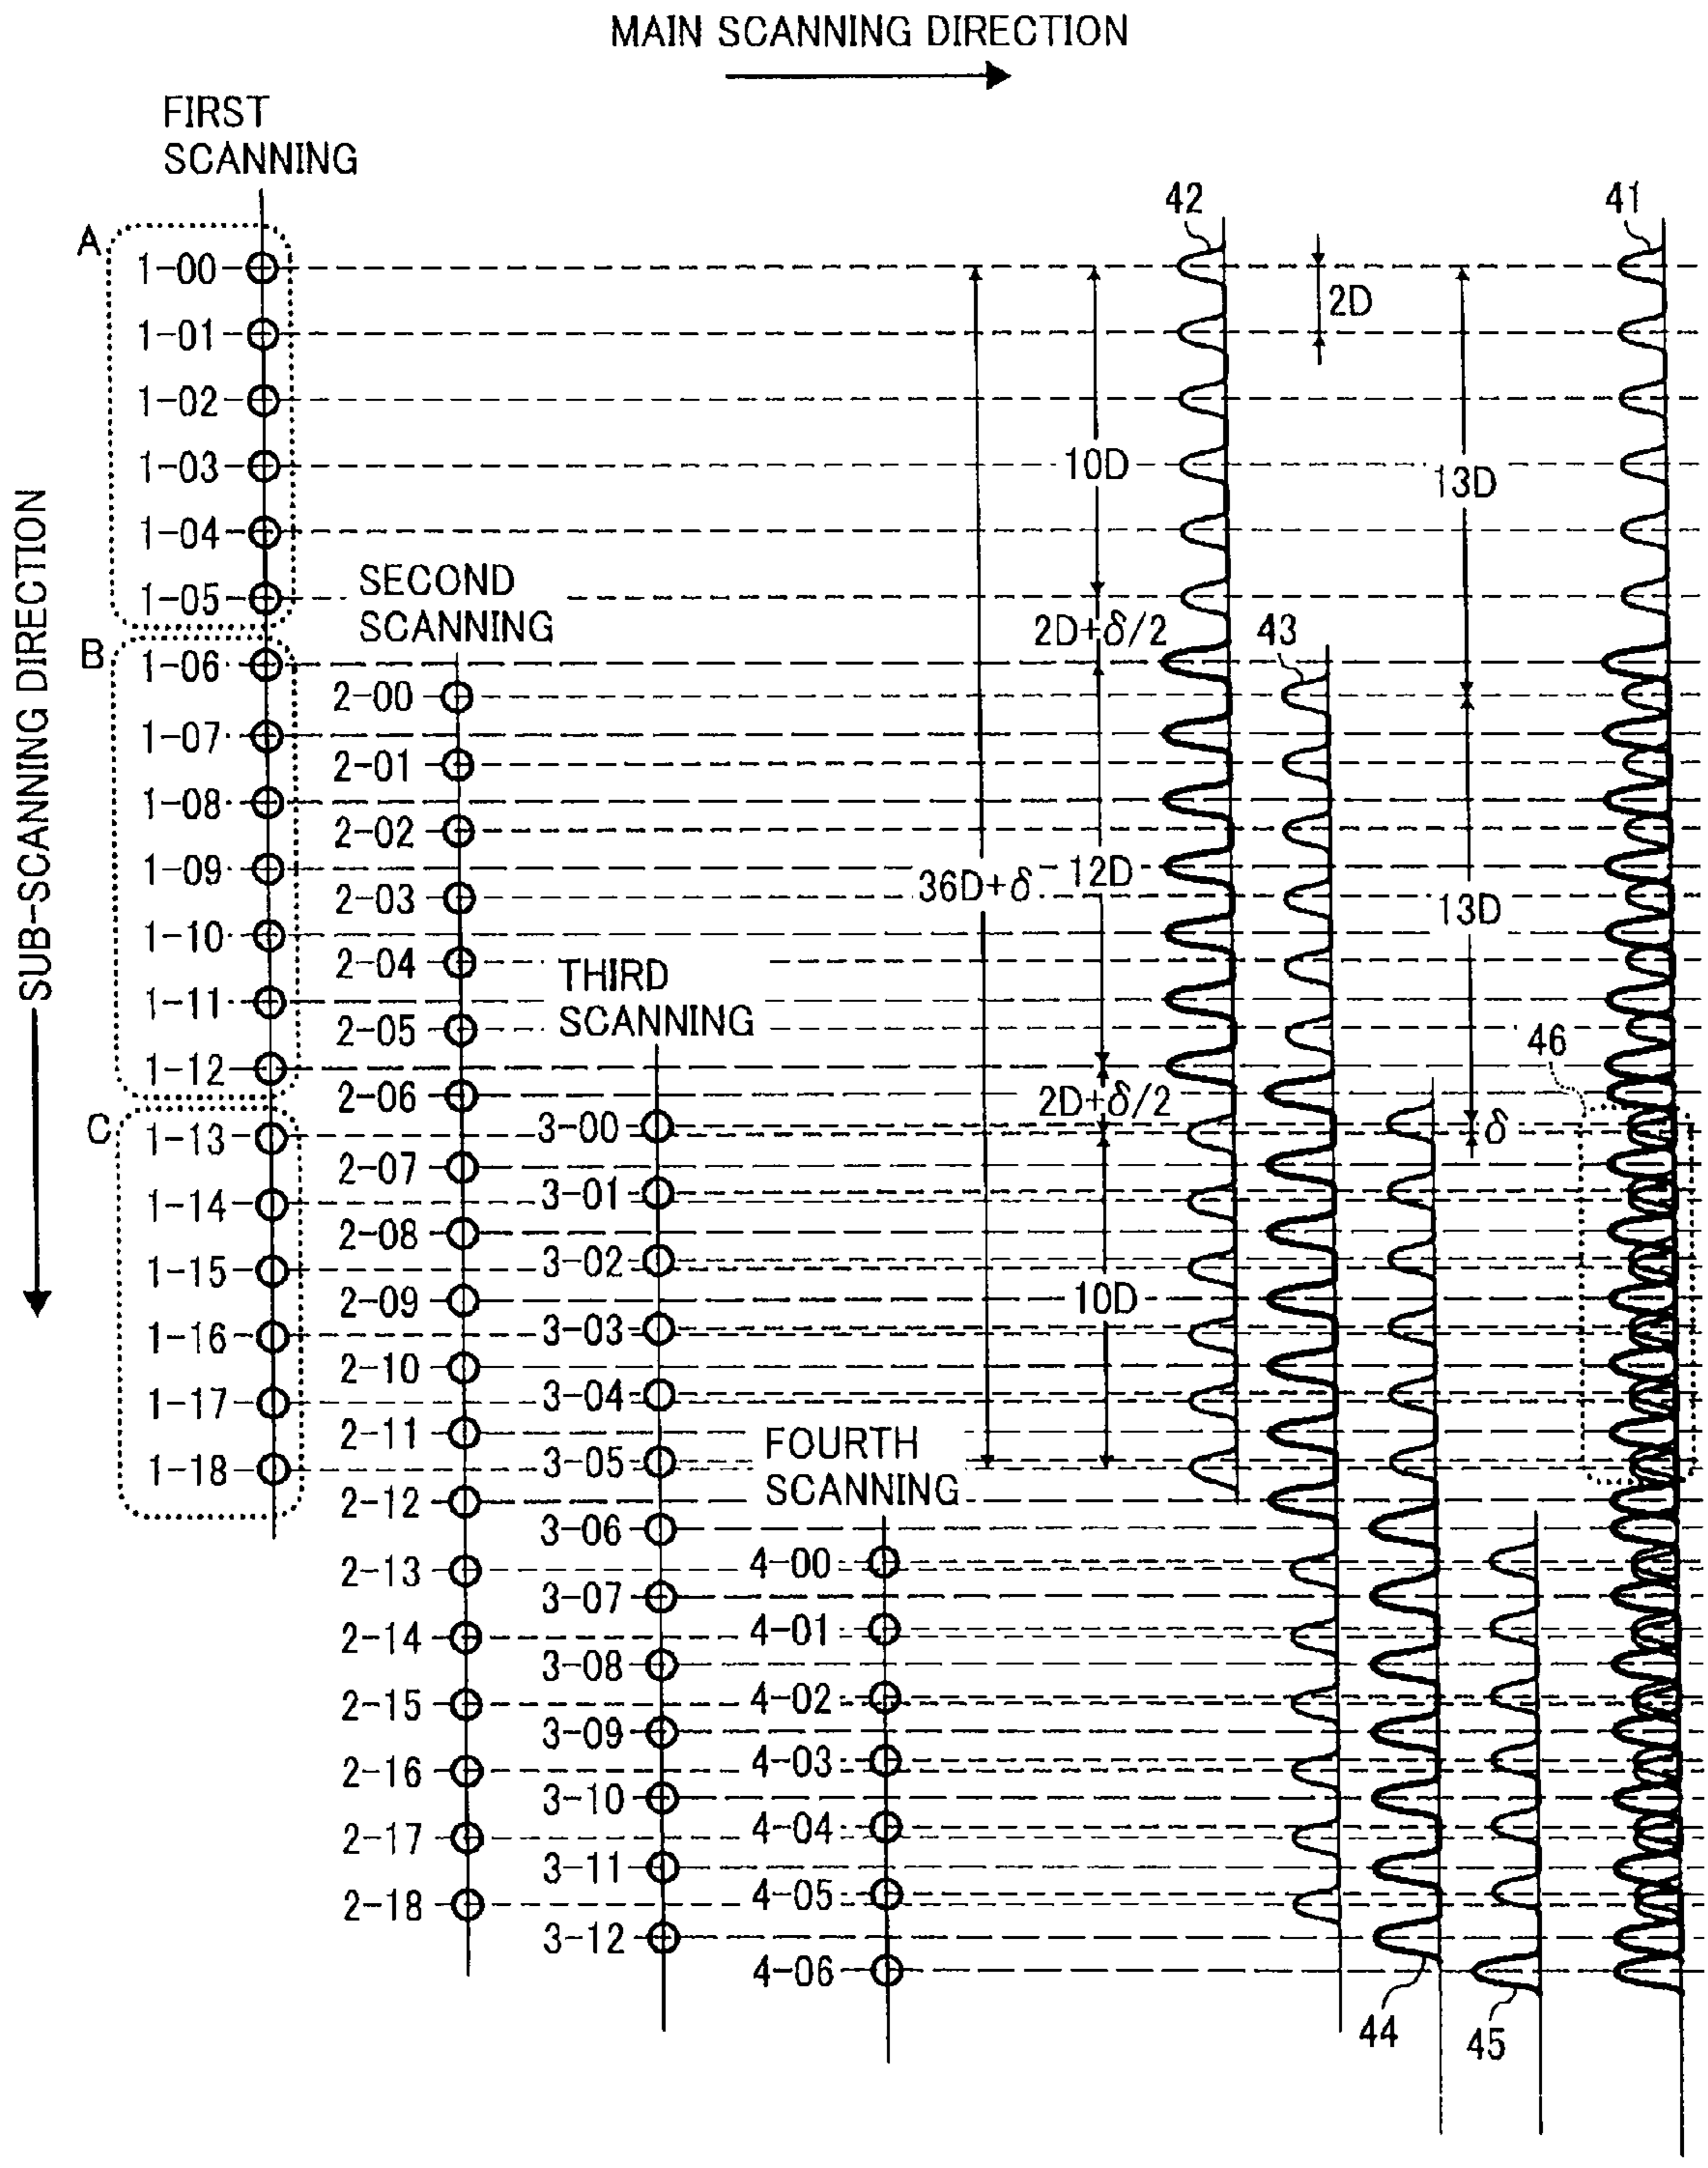 MAIN SCANNING DIRECTION
FIRST
SCANNING
42
41
A
1-00
2D
1-01
1-02
1-03
10D
13D
1-04
SUB-SCANNING DIRECTION
1-05
SECOND
SCANNING
2D+δ/2
43
B
1-06
2-00
1-07
2-01
1-08
2-02
1-09
36D+δ
12D
2-03
13D
1-10
2-04
THIRD
SCANNING
1-11
2-05
46
1-12
2-06
2D+δ/2
C
1-13
3-00
δ
2-07
1-14
3-01
2-08
1-15
3-02
2-09
10D
1-16
3-03
2-10
1-17
3-04
2-11
FOURTH
SCANNING
1-18
3-05
2-12
3-06
2-13
4-00
3-07
2-14
4-01
3-08
2-15
4-02
3-09
2-16
4-03
3-10
2-17
4-04
3-11
2-18
4-05
3-12
4-06
44
45